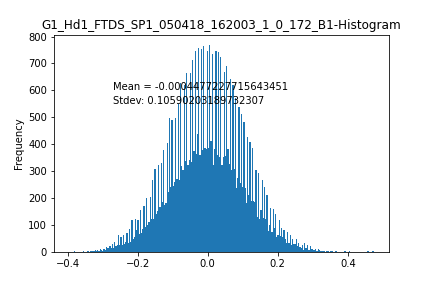 G1_Hd1_FTDS_SP1_050418_162003_1_0_172_B1-Histogram
800
700
600
500
400
300
200
100
0
Frequency
Mean = -0.0004477227715643451
Stdev: 0.10590203189732307
−0.4 −0.2 0.0 0.2 0.4